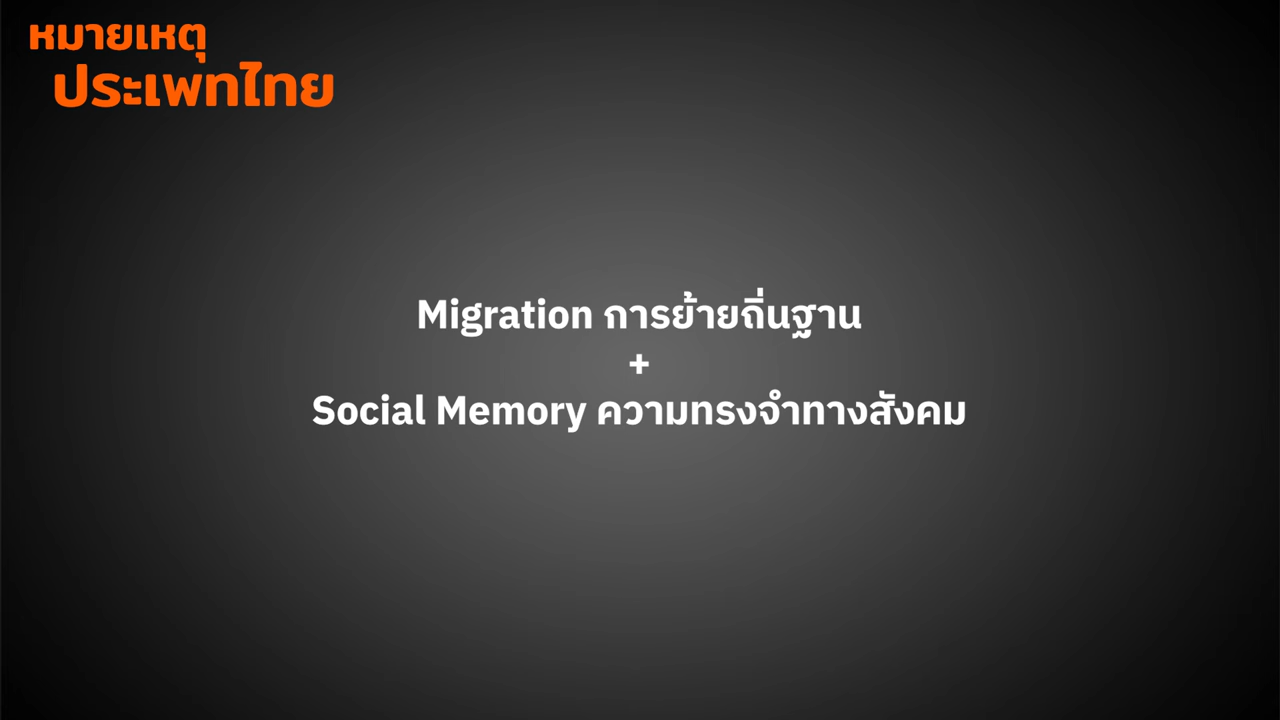 หมายเหตุ
ประเพทไทย
Migration การย้ายถิ่นฐาน
+
Social Memory ความทรงจำทางสังคม